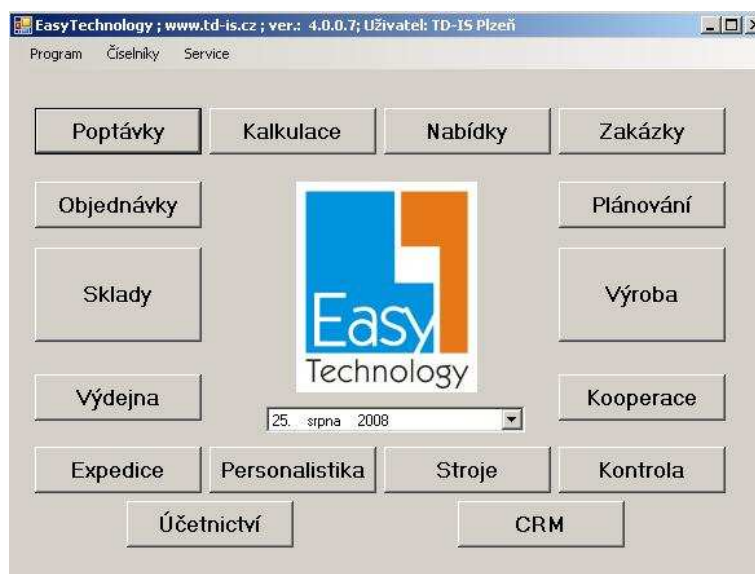 EasyTechnology ; www.td-is.cz ; ver.: 4.0.0.7; Uživatel: TD-IS Plzeň
Program Číselníky Service
Poptávky Kalkulace Nabídky Zakázky
Objednávky Plánování
Sklady Výroba
Easy
Technology
Výdejna Kooperace
25. srpna 2008
Expedice Personalistika Stroje Kontrola
Účetnictví CRM